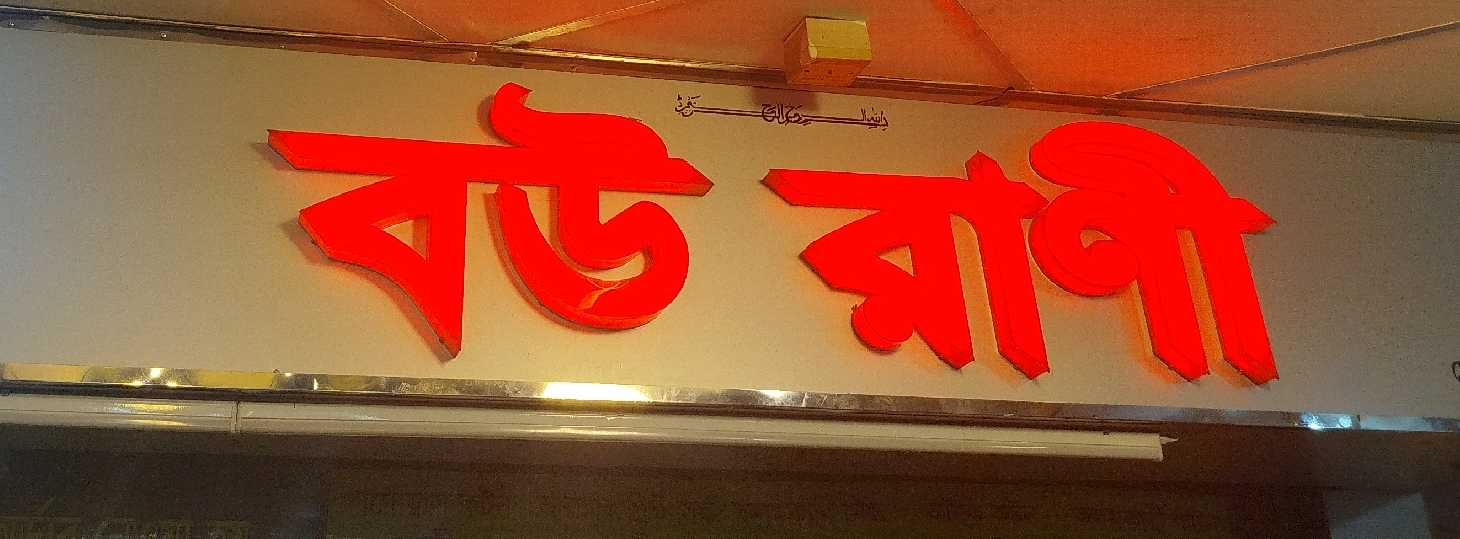 بسم الله الرحمن الرحيم
বউ রাণী